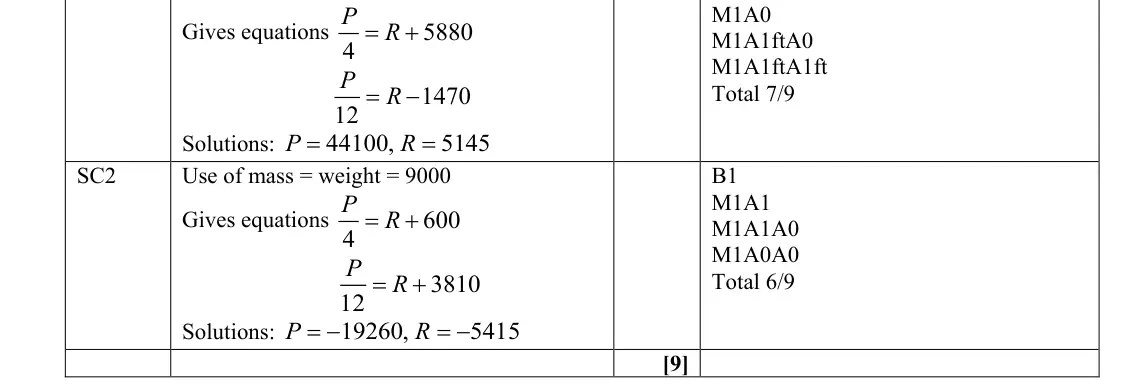 Gives equations P/4 = R + 5880
P/12 = R − 1470
Solutions: P = 44100, R = 5145
M1A0
M1A1ftA0
M1A1ftA1ft
Total 7/9
SC2
Use of mass = weight = 9000
Gives equations P/4 = R + 600
P/12 = R + 3810
Solutions: P = −19260, R = −5415
B1
M1A1
M1A1A0
M1A0A0
Total 6/9
[9]